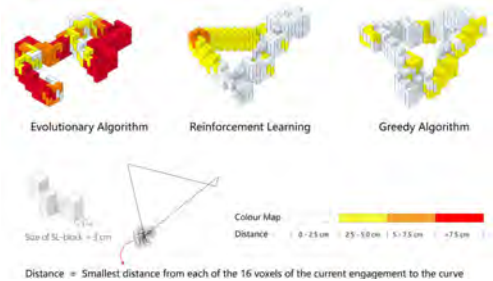 Evolutionary Algorithm
Reinforcement Learning
Greedy Algorithm
Size of SL-block = 3 cm
Colour Map
Distance
0 - 2.5 cm
2.5 - 5.0 cm
5 - 7.5 cm
>7.5 cm
Distance = Smallest distance from each of the 16 voxels of the current engagement to the curve